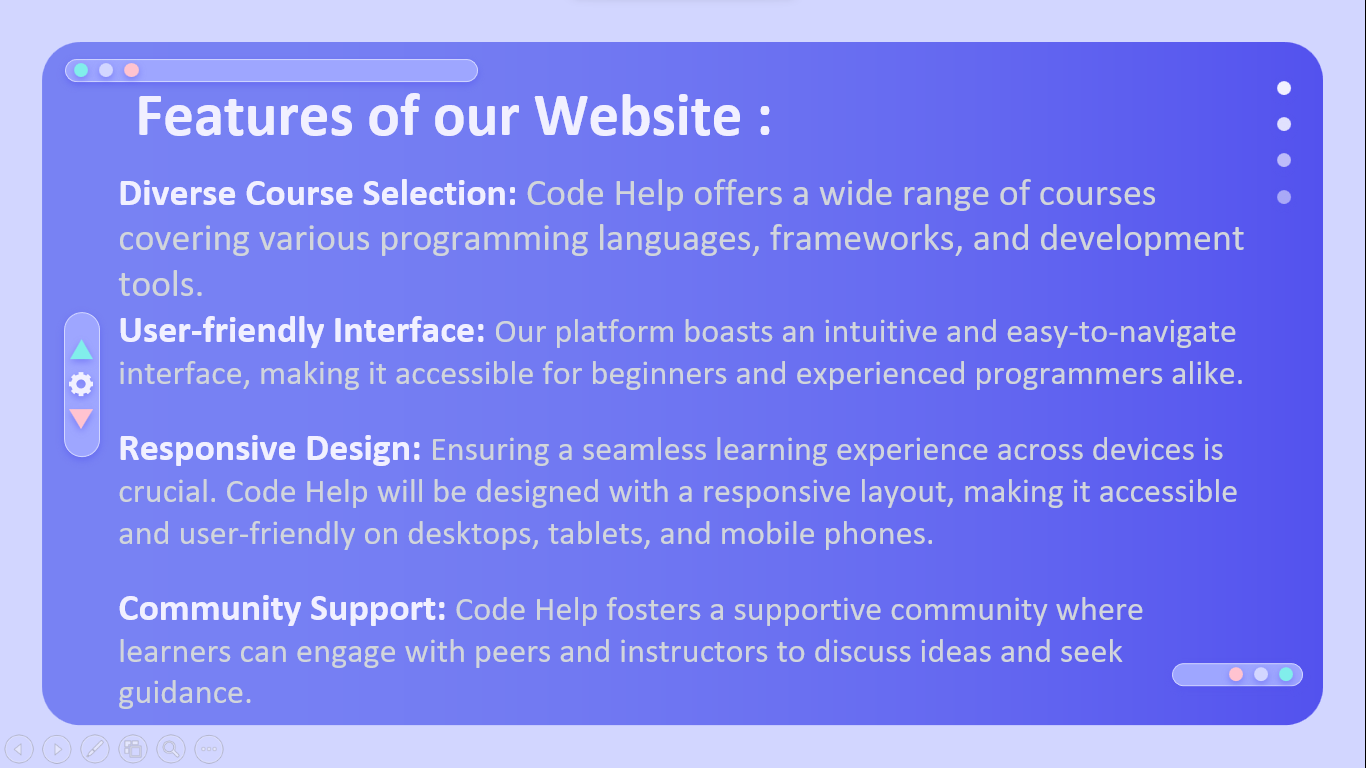 Features of our Website :
Diverse Course Selection: Code Help offers a wide range of courses
covering various programming languages, frameworks, and development
tools.
User-friendly Interface: Our platform boasts an intuitive and easy-to-navigate
interface, making it accessible for beginners and experienced programmers alike.
Responsive Design: Ensuring a seamless learning experience across devices is
crucial. Code Help will be designed with a responsive layout, making it accessible
and user-friendly on desktops, tablets, and mobile phones.
Community Support: Code Help fosters a supportive community where
learners can engage with peers and instructors to discuss ideas and seek
guidance.